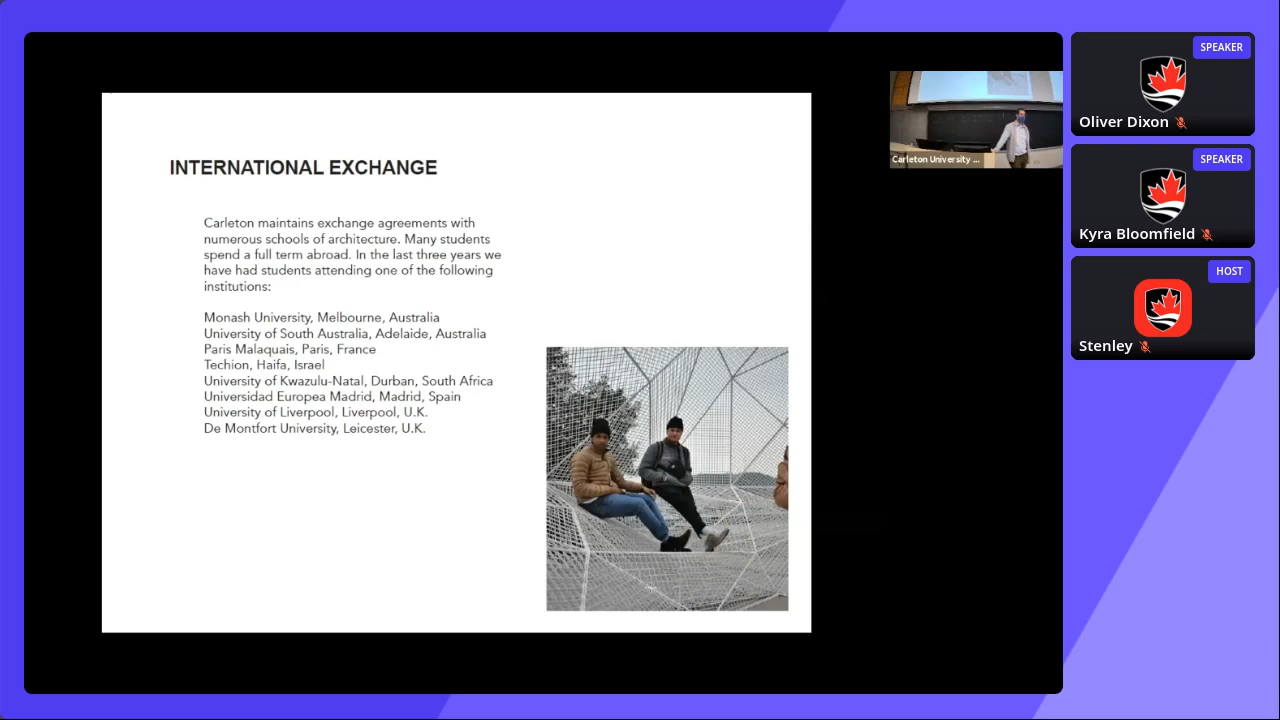 INTERNATIONAL EXCHANGE
Carleton maintains exchange agreements with
numerous schools of architecture. Many students
spend a full term abroad. In the last three years we
have had students attending one of the following
institutions:
Monash University, Melbourne, Australia
University of South Australia, Adelaide, Australia
Paris Malaquais, Paris, France
Techion, Haifa, Israel
University of Kwazulu-Natal, Durban, South Africa
Universidad Europea Madrid, Madrid, Spain
University of Liverpool, Liverpool, U.K.
De Montfort University, Leicester, U.K.
Carleton University ...
SPEAKER
Oliver Dixon
SPEAKER
Kyra Bloomfield
HOST
Stenley